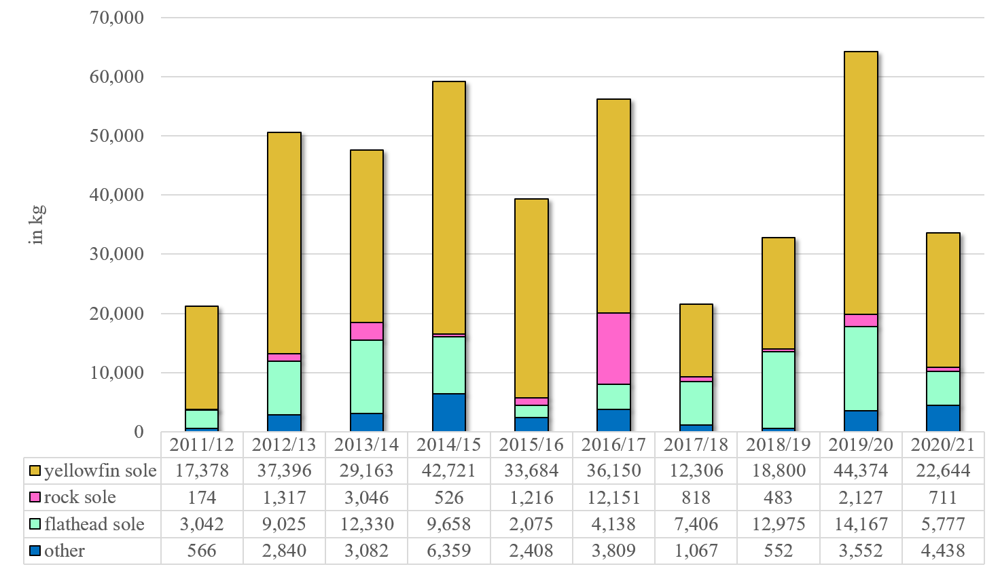 70,000
60,000
50,000
40,000
30,000
20,000
10,000
0
in kg
2011/12 2012/13 2013/14 2014/15 2015/16 2016/17 2017/18 2018/19 2019/20 2020/21
yellowfin sole 17,378 37,396 29,163 42,721 33,684 36,150 12,306 18,800 44,374 22,644
rock sole 174 1,317 3,046 526 1,216 12,151 818 483 2,127 711
flathead sole 3,042 9,025 12,330 9,658 2,075 4,138 7,406 12,975 14,167 5,777
other 566 2,840 3,082 6,359 2,408 3,809 1,067 552 3,552 4,438